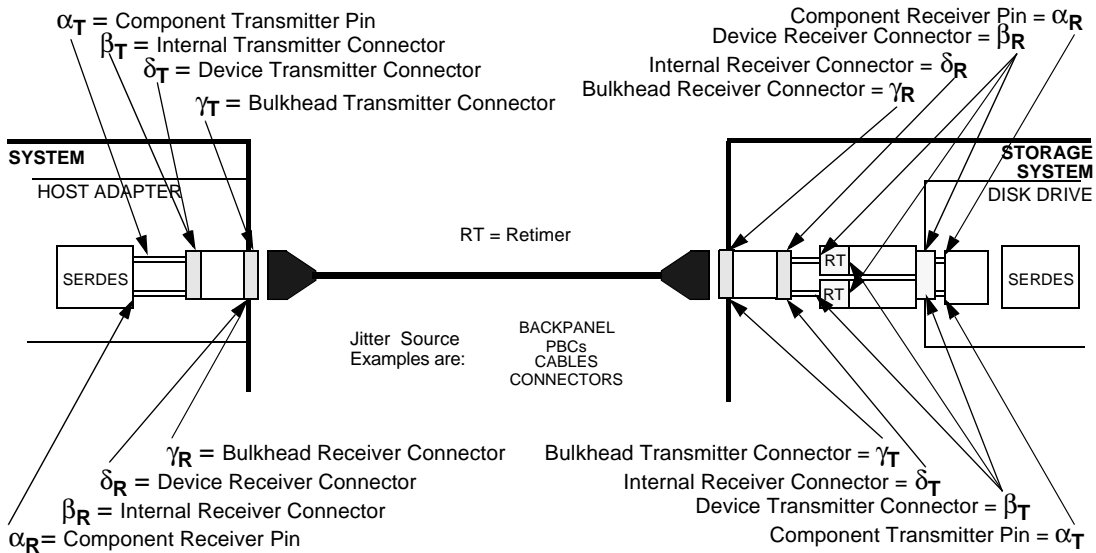 αT = Component Transmitter Pin
βT = Internal Transmitter Connector
δT = Device Transmitter Connector
γT = Bulkhead Transmitter Connector
Component Receiver Pin = αR
Device Receiver Connector = βR
Internal Receiver Connector = δR
Bulkhead Receiver Connector = γR
SYSTEM
HOST ADAPTER
SERDES
RT = Retimer
STORAGE
SYSTEM
DISK DRIVE
RT
RT
SERDES
Jitter Source
Examples are:
BACKPANEL
PBCs
CABLES
CONNECTORS
γR = Bulkhead Receiver Connector
δR = Device Receiver Connector
βR = Internal Receiver Connector
αR= Component Receiver Pin
Bulkhead Transmitter Connector = γT
Internal Receiver Connector = δT
Device Transmitter Connector = βT
Component Transmitter Pin = αT